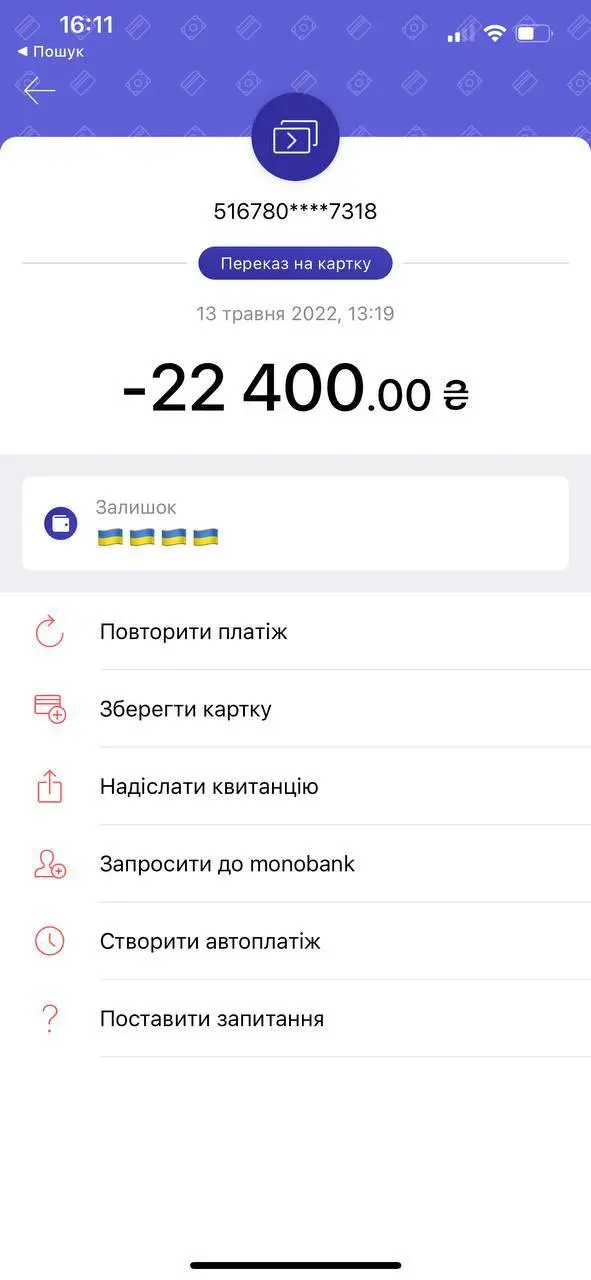 16:11
◀ Пошук
516780****7318
Переказ на картку
13 травня 2022, 13:19
-22 400.00 ₴
Залишок
🇺🇦 🇺🇦 🇺🇦 🇺🇦
Повторити платіж
Зберегти картку
Надіслати квитанцію
Запросити до monobank
Створити автоплатіж
Поставити запитання